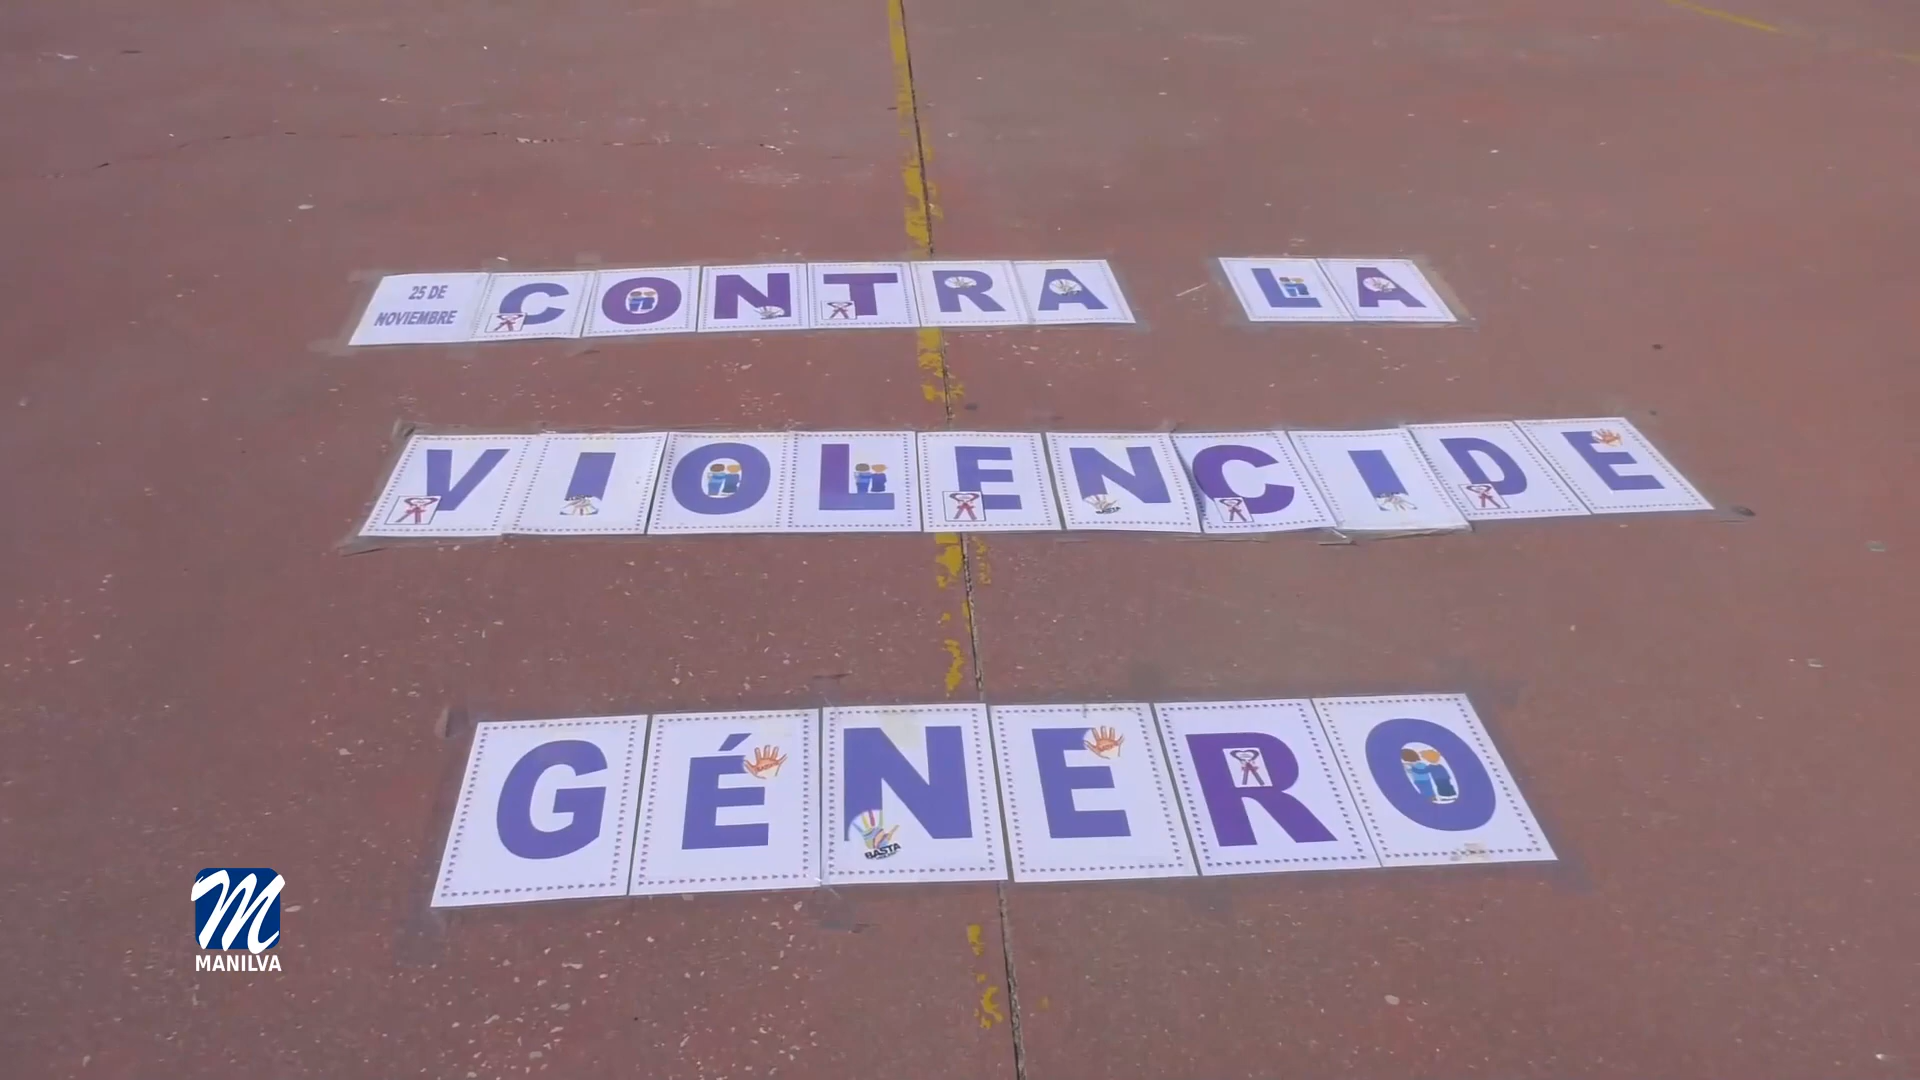 25 DE
NOVIEMBRE
CONTRA LA
VIOLENCIDE
GÉNERO
BASTA
MANILVA